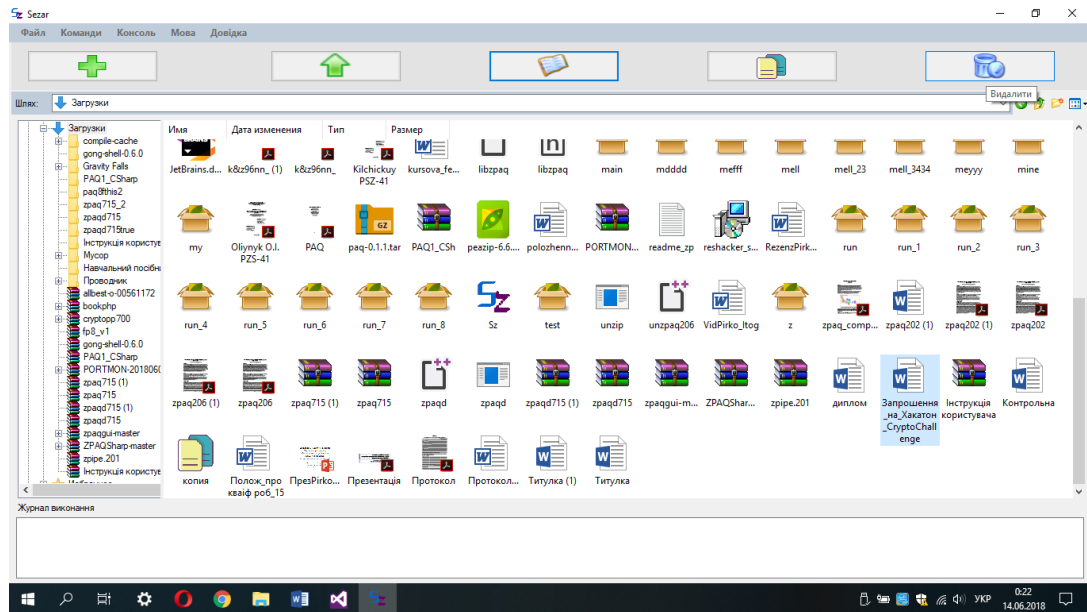 Sezar
Файл Команди Консоль Мова Довідка
Видалити
Шлях: Загрузки
Загрузки
compile-cache
gong-shell-0.6.0
Gravity Falls
PAQ1_CSharp
paq8fthis2
zpaq715_2
zpaqd715
zpaqd715true
Інструкція користув
Мусор
Навчальний посібни
Проводник
allbest-o-00561172
bookphp
cryptopp700
fp8_v1
gong-shell-0.6.0
PAQ1_CSharp
PORTMON-2018060
zpaq715 (1)
zpaq715
zpaqd715 (1)
zpaqd715
zpaqgui-master
ZPAQSharp-master
zpipe.201
Інструкція користув
Имя Дата изменения Тип Размер
JetBrains.d... k8z96nn_ (1) k8z96nn_ Kilchickuy kursova_fe... libzpaq libzpaq main mdddd mefff mell mell_23 mell_3434 meyyy mine
PSZ-41
my Oliynyk O.I. PAQ paq-0.1.1.tar PAQ1_CSh peazip-6.6.... polozhenn... PORTMON... readme_zp reshacker_s... RezenzPirk... run run_1 run_2 run_3
PZS-41
run_4 run_5 run_6 run_7 run_8 Sz test unzip unzpaq206 VidPirko_Itog z zpaq_comp... zpaq202 (1) zpaq202 (1) zpaq202
zpaq206 (1) zpaq206 zpaq715 (1) zpaq715 zpaqd zpaqd zpaqd715 (1) zpaqd715 zpaqgui-m... ZPAQShar... zpipe.201 диплом Запрошення Інструкція Контрольна
_на_Хакатон користувача
_CryptoChall
enge
копия Полож_про ПрезPirko... Презентація Протокол Протокол... Титулка (1) Титулка
кваіф роб_15
Журнал виконання
УКР
0:22
14.06.2018